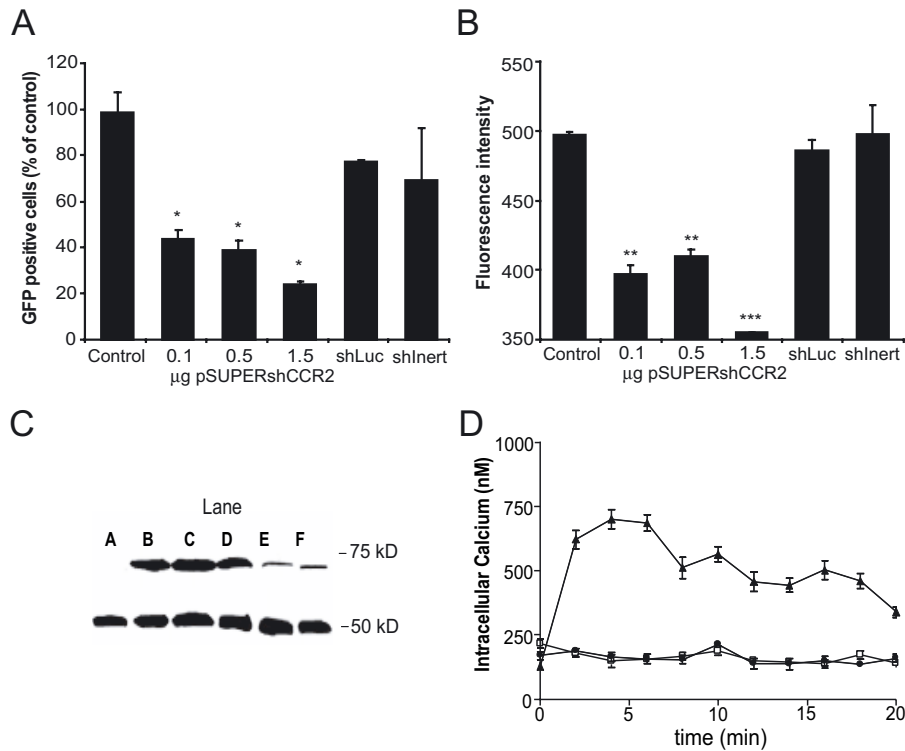 A
GFP positive cells (% of control)
120
100
80
60
40
20
0
* * *
Control 0.1 0.5 1.5 shLuc shInert
µg pSUPERshCCR2
B
Fluorescence intensity
550
500
450
400
350
** ** ***
Control 0.1 0.5 1.5 shLuc shInert
µg pSUPERshCCR2
C
Lane
A B C D E F
-75 kD
-50 kD
D
Intracellular Calcium (nM)
1000
750
500
250
0
0 5 10 15 20
time (min)